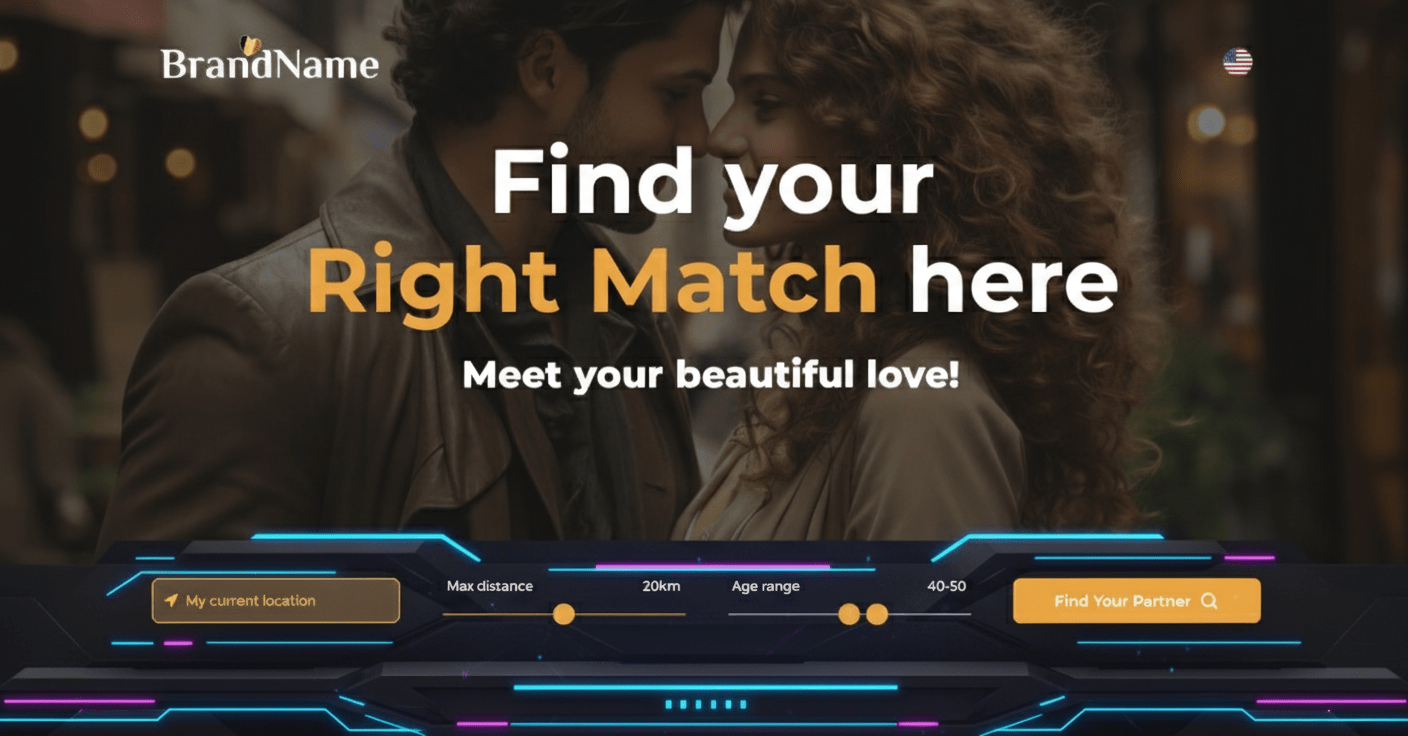 BrandName
Find your
Right Match here
Meet your beautiful love!
My current location
Max distance 20km
Age range 40-50
Find Your Partner